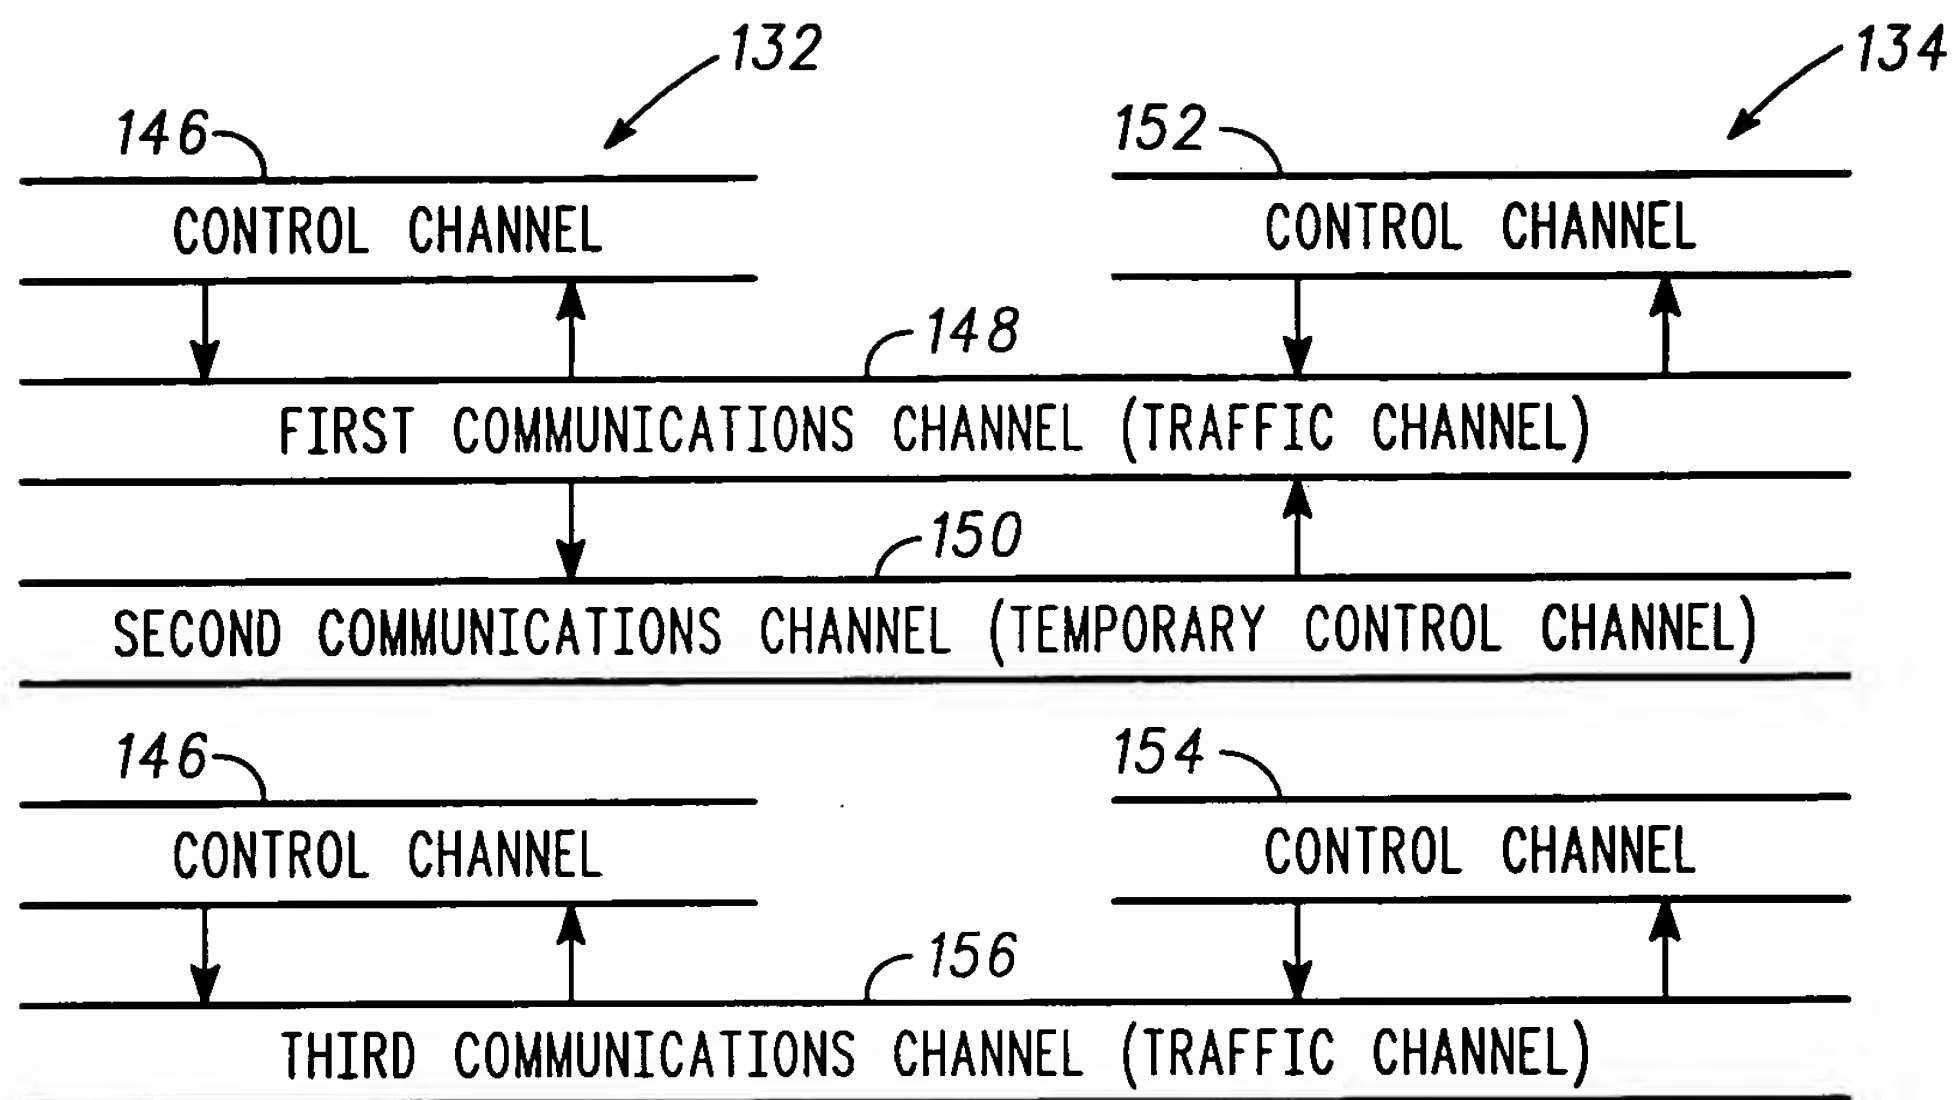 132
134
146
152
CONTROL CHANNEL
CONTROL CHANNEL
148
FIRST COMMUNICATIONS CHANNEL (TRAFFIC CHANNEL)
150
SECOND COMMUNICATIONS CHANNEL (TEMPORARY CONTROL CHANNEL)
146
154
CONTROL CHANNEL
CONTROL CHANNEL
156
THIRD COMMUNICATIONS CHANNEL (TRAFFIC CHANNEL)